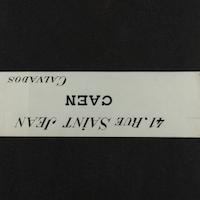 41. RUE SAINT JEAN
CAEN
CALVADOS